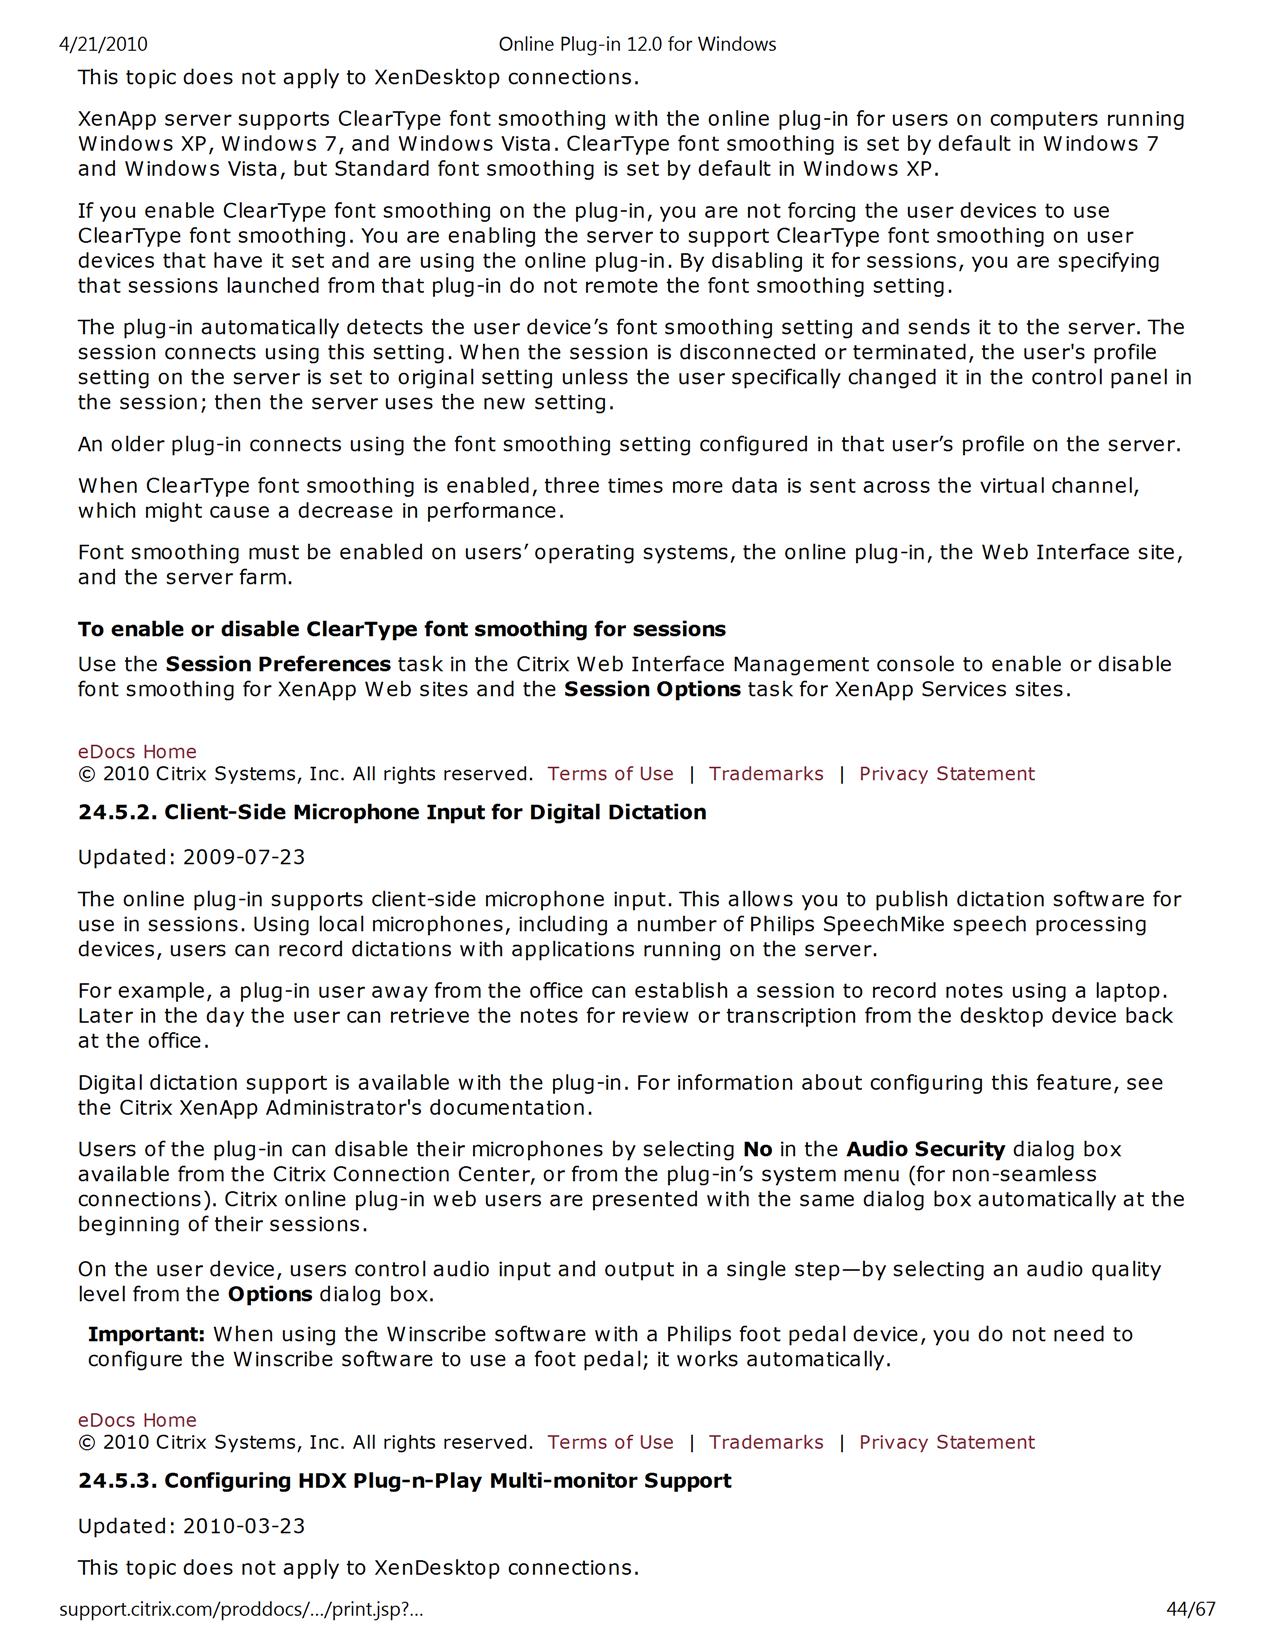 4/21/2010 Online Plug-in 12.0 for Windows
This topic does not apply to XenDesktop connections.
XenApp server supports ClearType font smoothing with the online plug-in for users on computers running
Windows XP, Windows 7, and Windows Vista. ClearType font smoothing is set by default in Windows 7
and Windows Vista, but Standard font smoothing is set by default in Windows XP.
If you enable ClearType font smoothing on the plug-in, you are not forcing the user devices to use
ClearType font smoothing. You are enabling the server to support ClearType font smoothing on user
devices that have it set and are using the online plug-in. By disabling it for sessions, you are specifying
that sessions launched from that plug-in do not remote the font smoothing setting.
The plug-in automatically detects the user device’s font smoothing setting and sends it to the server. The
session connects using this setting. When the session is disconnected or terminated, the user's profile
setting on the server is set to original setting unless the user specifically changed it in the control panel in
the session; then the server uses the new setting.
An older plug-in connects using the font smoothing setting configured in that user’s profile on the server.
When ClearType font smoothing is enabled, three times more data is sent across the virtual channel,
which might cause a decrease in performance.
Font smoothing must be enabled on users’ operating systems, the online plug-in, the Web Interface site,
and the server farm.
To enable or disable ClearType font smoothing for sessions
Use the Session Preferences task in the Citrix Web Interface Management console to enable or disable
font smoothing for XenApp Web sites and the Session Options task for XenApp Services sites.
eDocs Home
© 2010 Citrix Systems, Inc. All rights reserved. Terms of Use | Trademarks | Privacy Statement
24.5.2. Client-Side Microphone Input for Digital Dictation
Updated: 2009-07-23
The online plug-in supports client-side microphone input. This allows you to publish dictation software for
use in sessions. Using local microphones, including a number of Philips SpeechMike speech processing
devices, users can record dictations with applications running on the server.
For example, a plug-in user away from the office can establish a session to record notes using a laptop.
Later in the day the user can retrieve the notes for review or transcription from the desktop device back
at the office.
Digital dictation support is available with the plug-in. For information about configuring this feature, see
the Citrix XenApp Administrator's documentation.
Users of the plug-in can disable their microphones by selecting No in the Audio Security dialog box
available from the Citrix Connection Center, or from the plug-in’s system menu (for non-seamless
connections). Citrix online plug-in web users are presented with the same dialog box automatically at the
beginning of their sessions.
On the user device, users control audio input and output in a single step—by selecting an audio quality
level from the Options dialog box.
Important: When using the Winscribe software with a Philips foot pedal device, you do not need to
configure the Winscribe software to use a foot pedal; it works automatically.
eDocs Home
© 2010 Citrix Systems, Inc. All rights reserved. Terms of Use | Trademarks | Privacy Statement
24.5.3. Configuring HDX Plug-n-Play Multi-monitor Support
Updated: 2010-03-23
This topic does not apply to XenDesktop connections.
support.citrix.com/proddocs/.../print.jsp?... 44/67